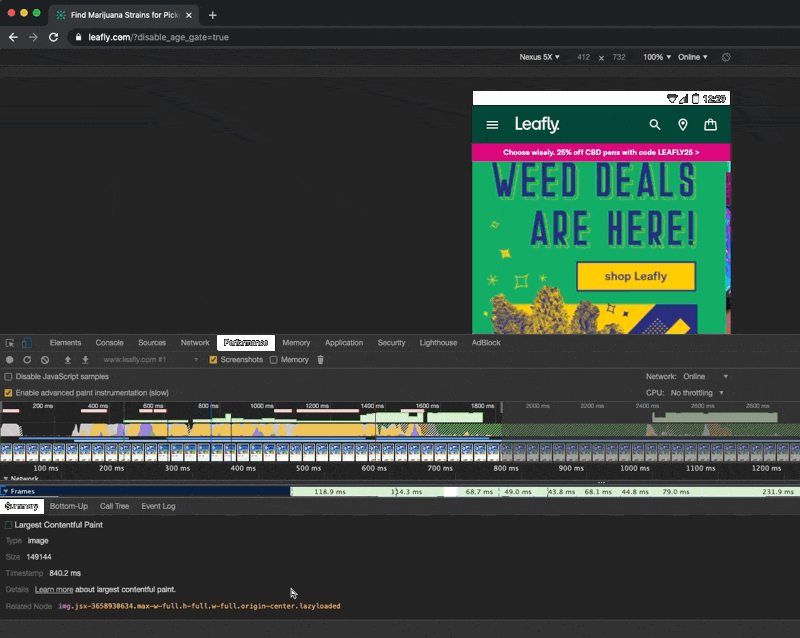 Find Marijuana Strains for Pick
leafly.com/?disable_age_gate=true
Nexus 5X ▼ 412 x 732 100% ▼ Online ▼
12:29
Leafly.
Choose wisely. 25% off CBD pens with code LEAFLY25 >
WEED DEALS
ARE HERE!
shop Leafly
Elements Console Sources Network Performance Memory Application Security Lighthouse AdBlock
www.leafly.com #1 Screenshots Memory
Disable JavaScript samples Network: Online
Enable advanced paint instrumentation (slow) CPU: No throttling
200 ms 400 ms 600 ms 800 ms 1000 ms 1200 ms 1400 ms 1600 ms 1800 ms 2000 ms 2200 ms 2400 ms 2600 ms
100 ms 200 ms 300 ms 400 ms 500 ms 600 ms 700 ms 800 ms 900 ms 1000 ms 1100 ms 1200 ms
Network
Frames 118.9 ms 114.3 ms 68.7 ms 49.0 ms 43.8 ms 68.1 ms 44.8 ms 79.0 ms 231.9 ms
Summary Bottom-Up Call Tree Event Log
Largest Contentful Paint
Type image
Size 149144
Timestamp 840.2 ms
Details Learn more about largest contentful paint.
Related Node img.jsx-3658930634.max-w-full.h-full.w-full.origin-center.lazyloaded